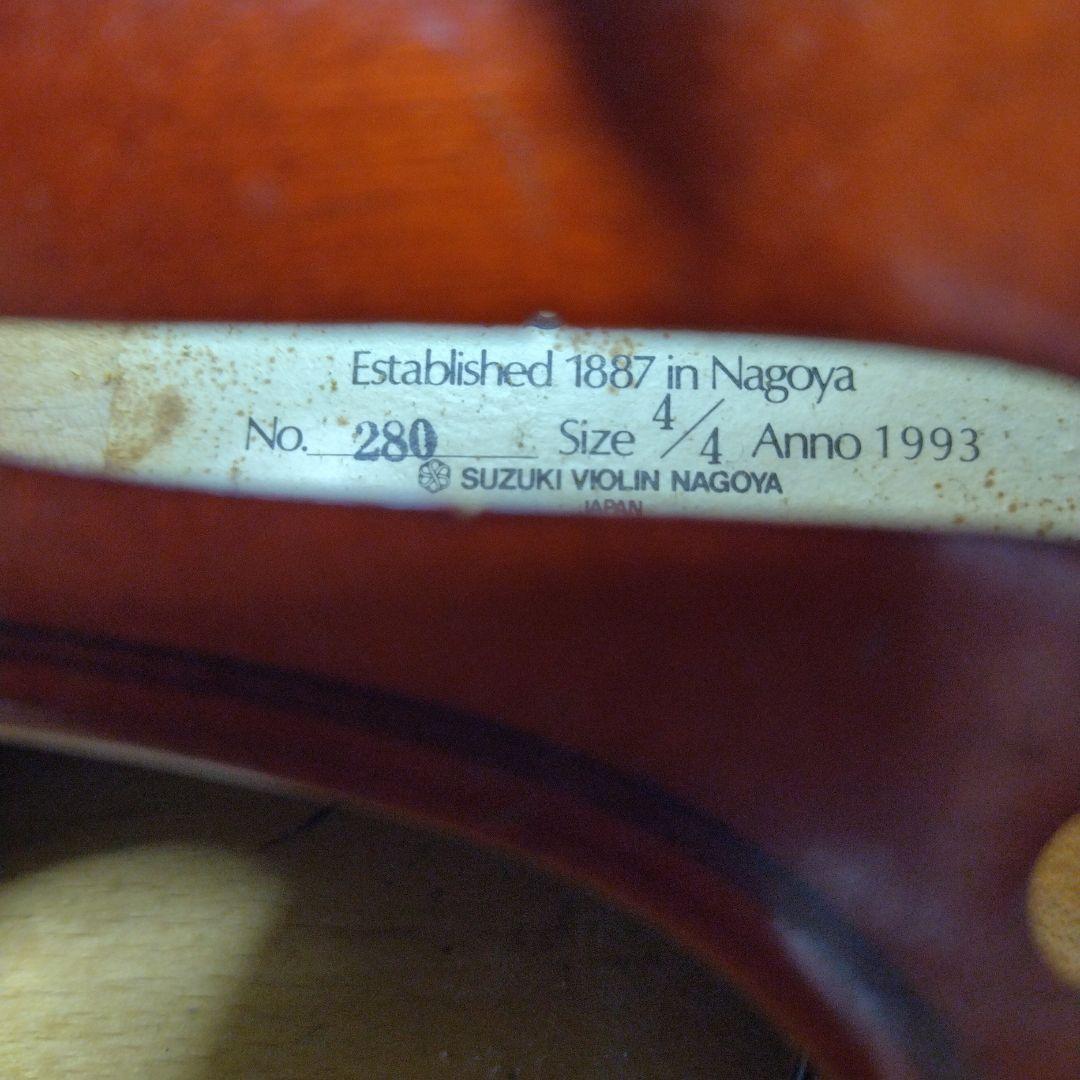 Established 1887 in Nagoya
No. 280 Size 4/4 Anno 1993
SUZUKI VIOLIN NAGOYA
JAPAN